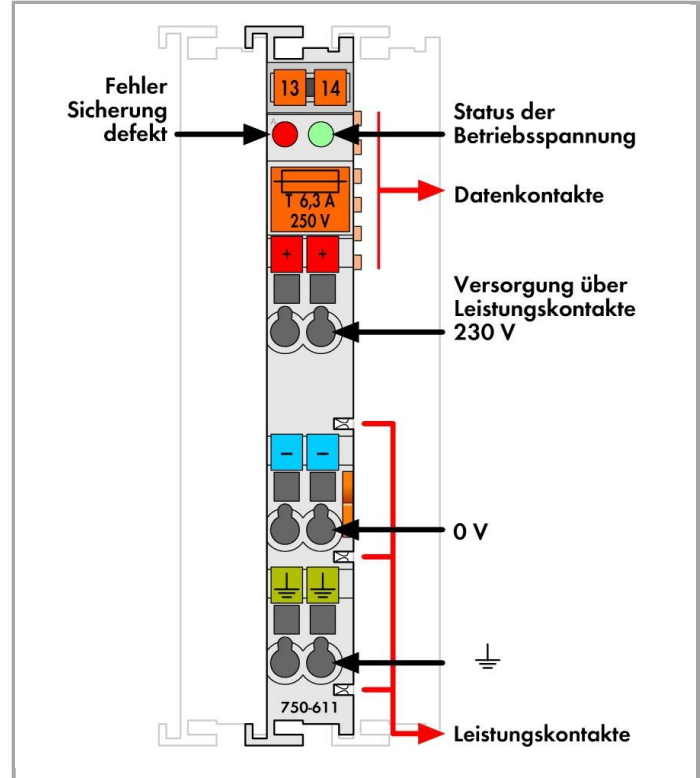 13 14
Fehler
Sicherung
defekt
A
Status der
Betriebsspannung
Datenkontakte
T 6,3 A
250 V
+ +
Versorgung über
Leistungskontakte
230 V
– –
0 V
750-611
Leistungskontakte